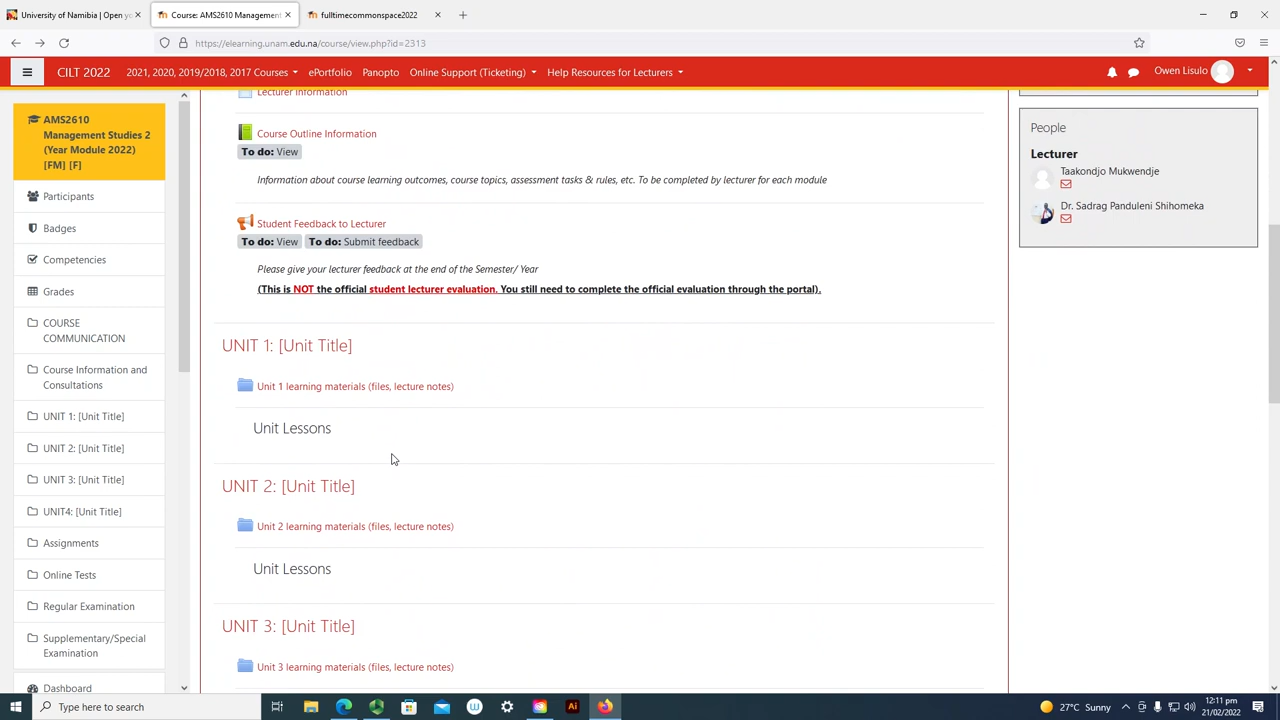 University of Namibia | Open yo
Course: AMS2610 Management
fulltimecommonspace2022
https://elearning.unam.edu.na/course/view.php?id=2313
CILT 2022
2021, 2020, 2019/2018, 2017 Courses
ePortfolio
Panopto
Online Support (Ticketing)
Help Resources for Lecturers
Owen Lisulo
AMS2610
Management Studies 2
(Year Module 2022)
[FM] [F]
Participants
Badges
Competencies
Grades
COURSE
COMMUNICATION
Course Information and
Consultations
UNIT 1: [Unit Title]
UNIT 2: [Unit Title]
UNIT 3: [Unit Title]
UNIT4: [Unit Title]
Assignments
Online Tests
Regular Examination
Supplementary/Special
Examination
Dashboard
Lecturer Information
Course Outline Information
To do: View
Information about course learning outcomes, course topics, assessment tasks & rules, etc. To be completed by lecturer for each module
Student Feedback to Lecturer
To do: View To do: Submit feedback
Please give your lecturer feedback at the end of the Semester/ Year
(This is NOT the official student lecturer evaluation. You still need to complete the official evaluation through the portal).
UNIT 1: [Unit Title]
Unit 1 learning materials (files, lecture notes)
Unit Lessons
UNIT 2: [Unit Title]
Unit 2 learning materials (files, lecture notes)
Unit Lessons
UNIT 3: [Unit Title]
Unit 3 learning materials (files, lecture notes)
People
Lecturer
Taakondjo Mukwendje
Dr. Sadrag Panduleni Shihomeka
Type here to search
Ai
27°C Sunny
12:11 pm
21/02/2022